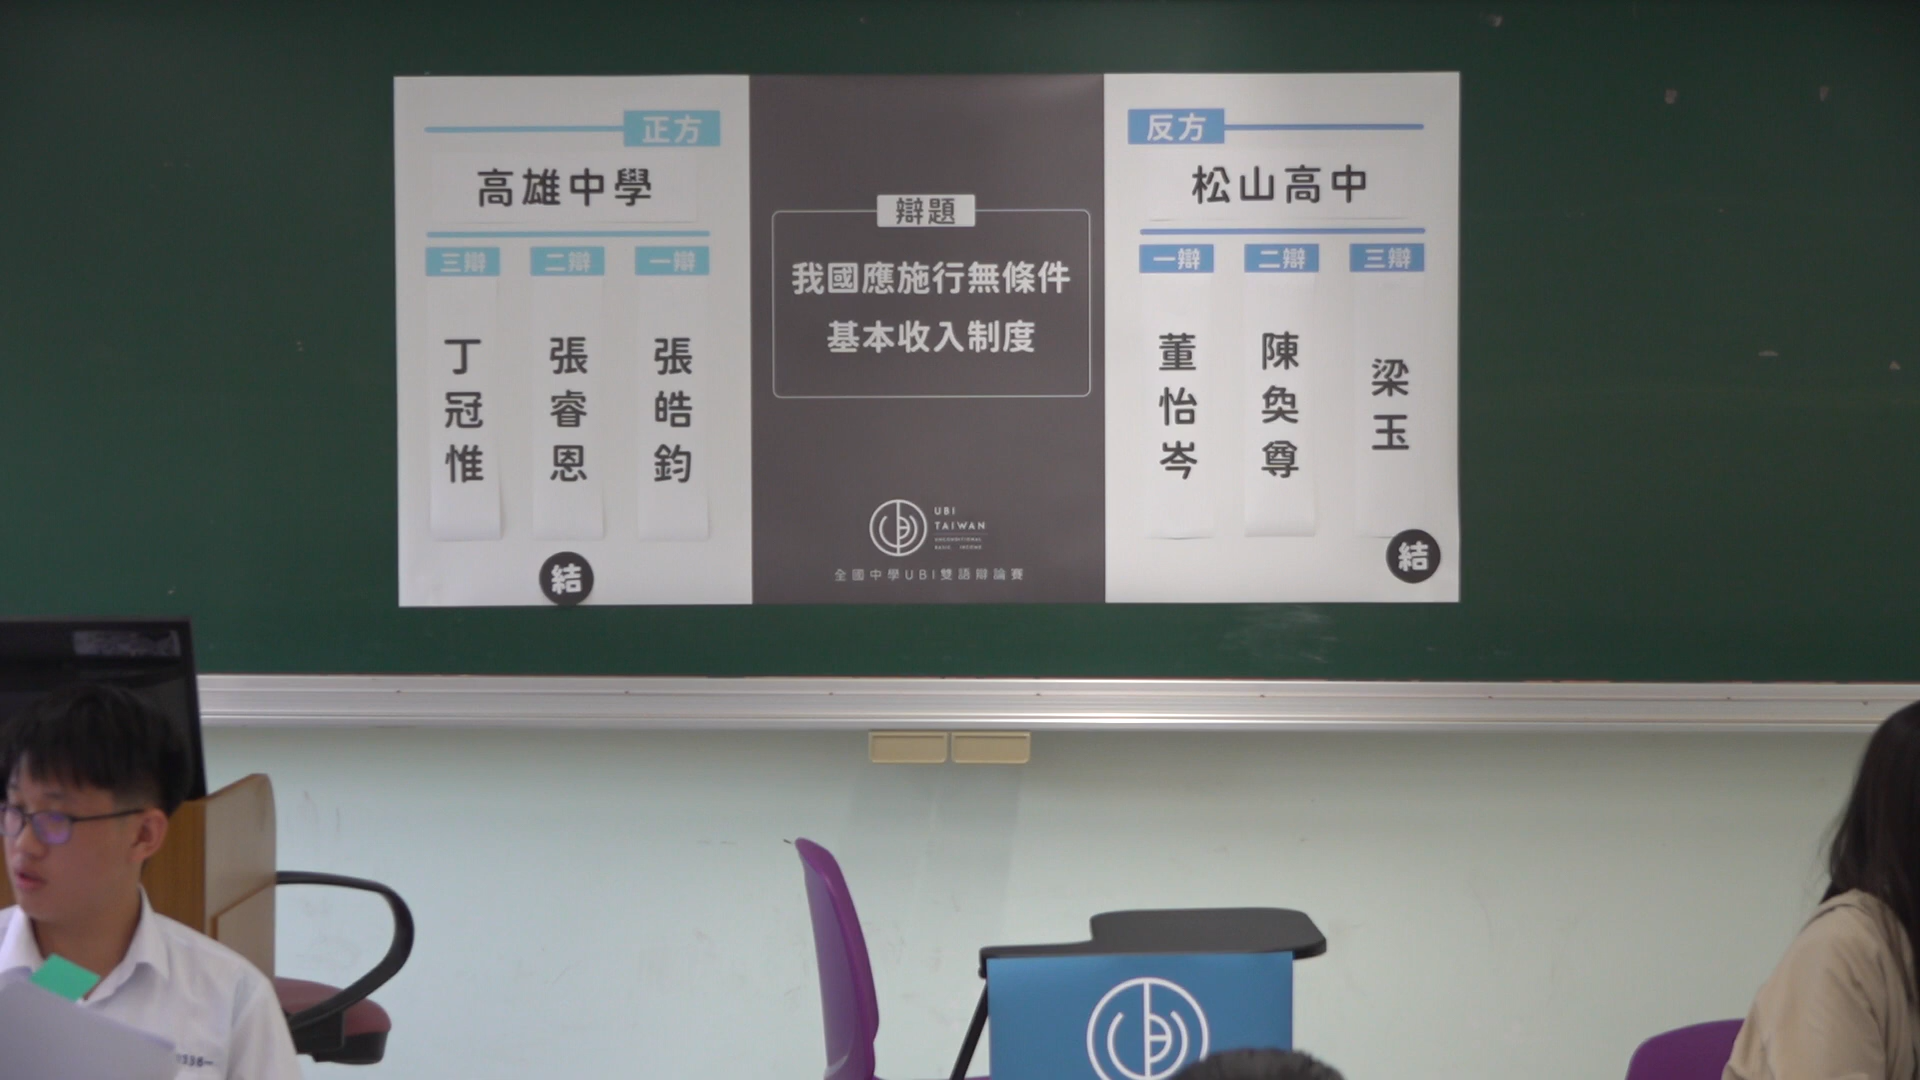 正方
高雄中學
三辯 二辯 一辯
丁冠惟
張睿恩
張皓鈞
結
辯題
我國應施行無條件
基本收入制度
UBI
TAIWAN
UNCONDITIONAL
BASIC INCOME
全國中學UBI雙語辯論賽
反方
松山高中
一辯 二辯 三辯
董怡岑
陳奐尊
梁玉
結